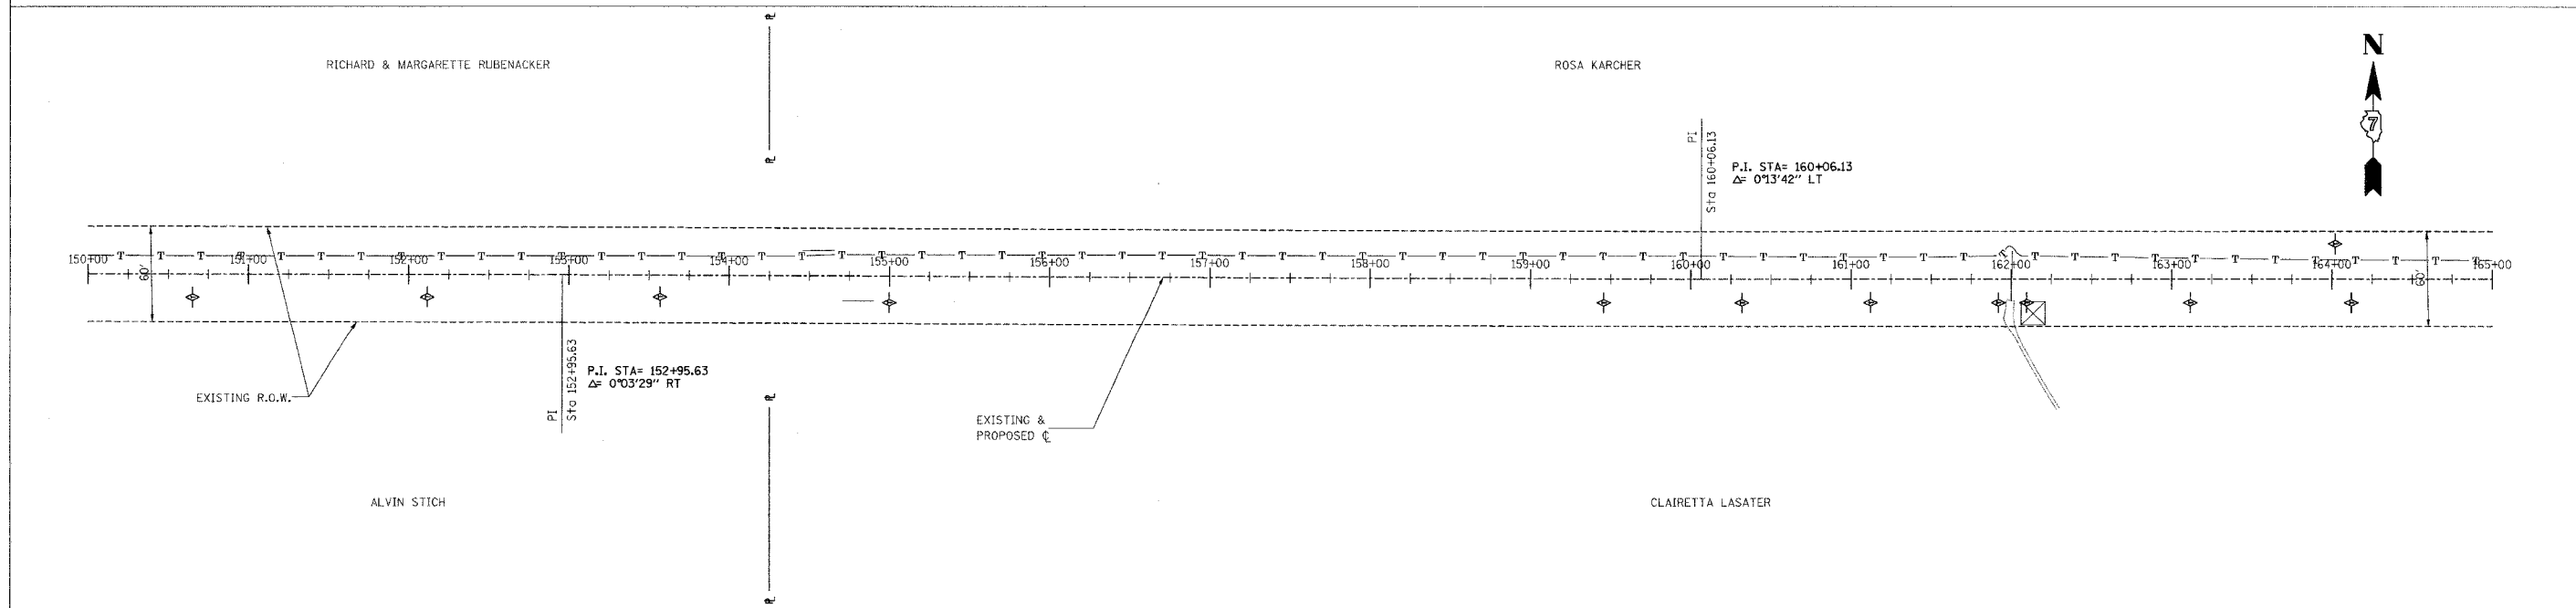 RICHARD & MARGARETTE RUBENACKER
ROSA KARCHER
N
7
PI
Sta 160+06.13
P.I. STA= 160+06.13
Δ= 0°13'42" LT
T T T T T T T T T T T T T T T T T T T T T T T T T T T T T T T T T T T T T T T T T T T T T T T T T T T T T T T T T T T
150+00 151+00 152+00 153+00 154+00 155+00 156+00 157+00 158+00 159+00 160+00 161+00 162+00 163+00 164+00 165+00
60'
60'
PI
Sta 152+95.63
P.I. STA= 152+95.63
Δ= 0°03'29" RT
EXISTING R.O.W.
EXISTING &
PROPOSED ℄
ALVIN STICH
CLAIRETTA LASATER